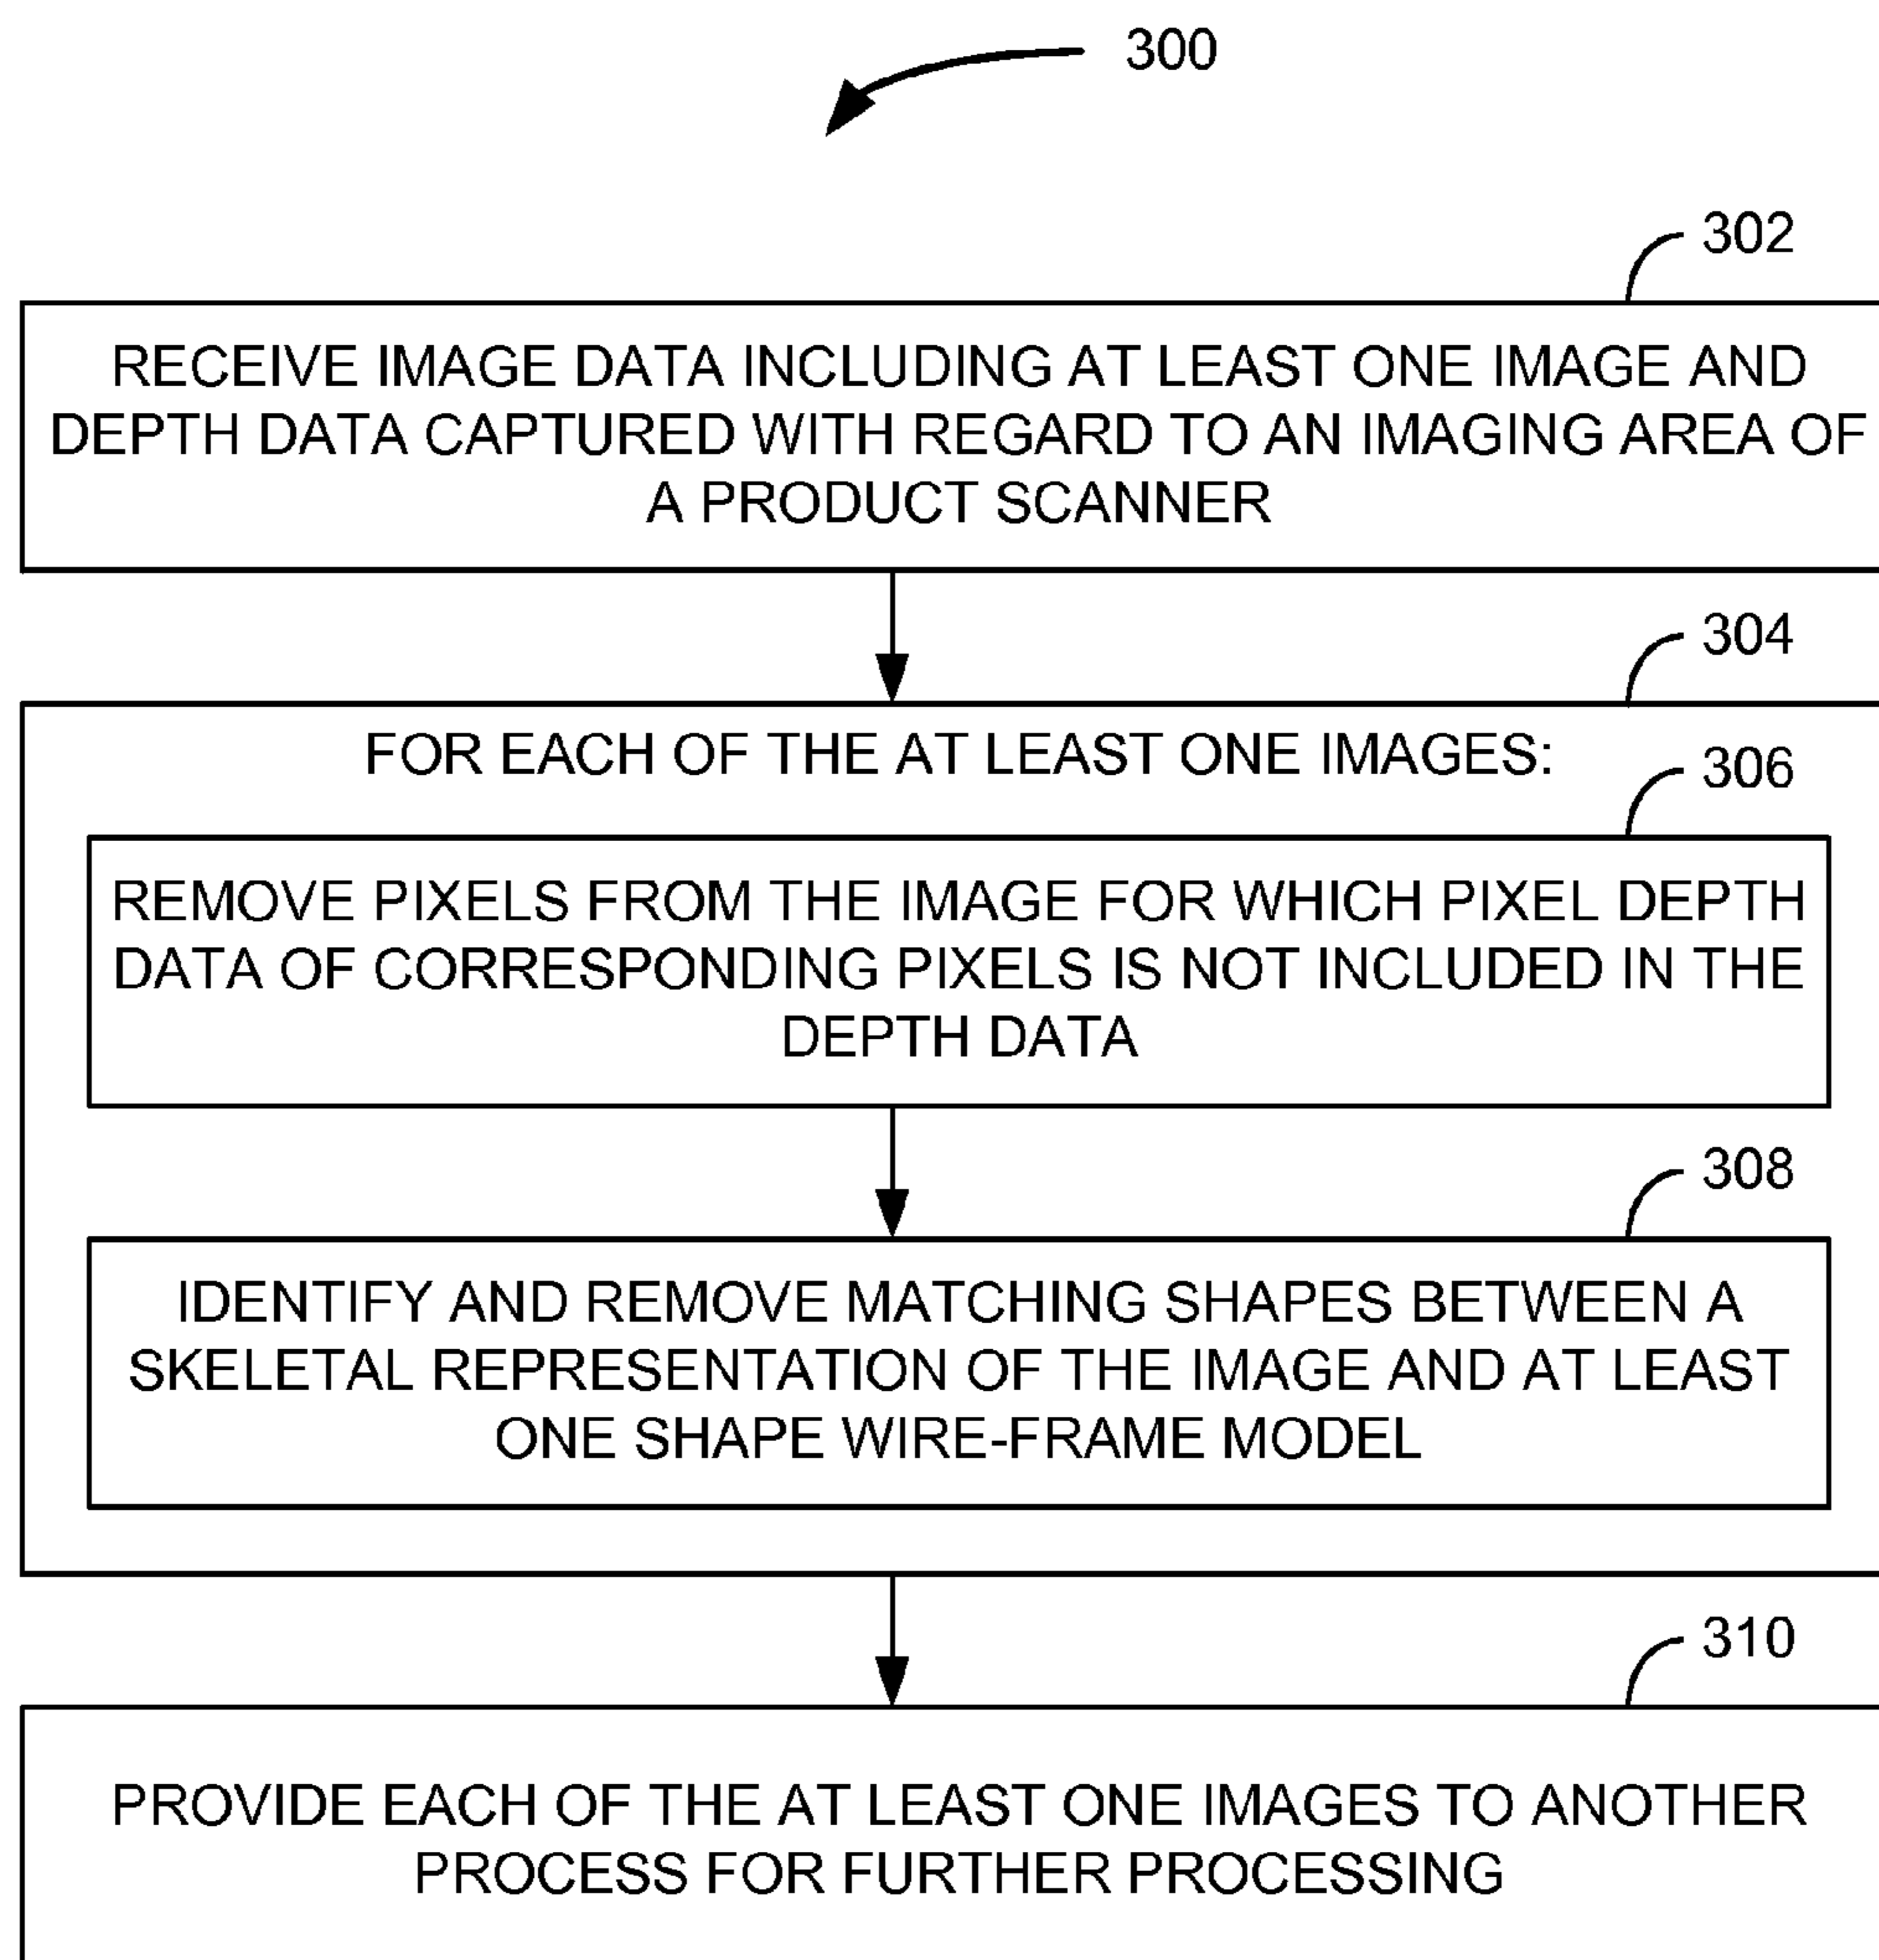 300
302
RECEIVE IMAGE DATA INCLUDING AT LEAST ONE IMAGE AND
DEPTH DATA CAPTURED WITH REGARD TO AN IMAGING AREA OF
A PRODUCT SCANNER
304
FOR EACH OF THE AT LEAST ONE IMAGES:
306
REMOVE PIXELS FROM THE IMAGE FOR WHICH PIXEL DEPTH
DATA OF CORRESPONDING PIXELS IS NOT INCLUDED IN THE
DEPTH DATA
308
IDENTIFY AND REMOVE MATCHING SHAPES BETWEEN A
SKELETAL REPRESENTATION OF THE IMAGE AND AT LEAST
ONE SHAPE WIRE-FRAME MODEL
310
PROVIDE EACH OF THE AT LEAST ONE IMAGES TO ANOTHER
PROCESS FOR FURTHER PROCESSING